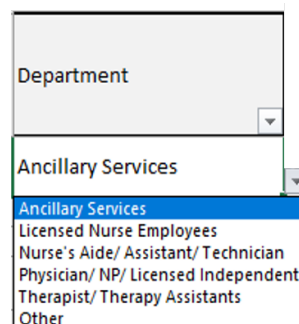 Department
Ancillary Services
Ancillary Services
Licensed Nurse Employees
Nurse's Aide/ Assistant/ Technician
Physician/ NP/ Licensed Independent
Therapist/ Therapy Assistants
Other